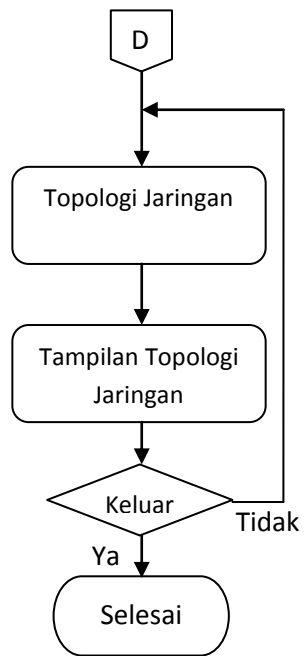 D
Topologi Jaringan
Tampilan Topologi
Jaringan
Keluar
Tidak
Ya
Selesai